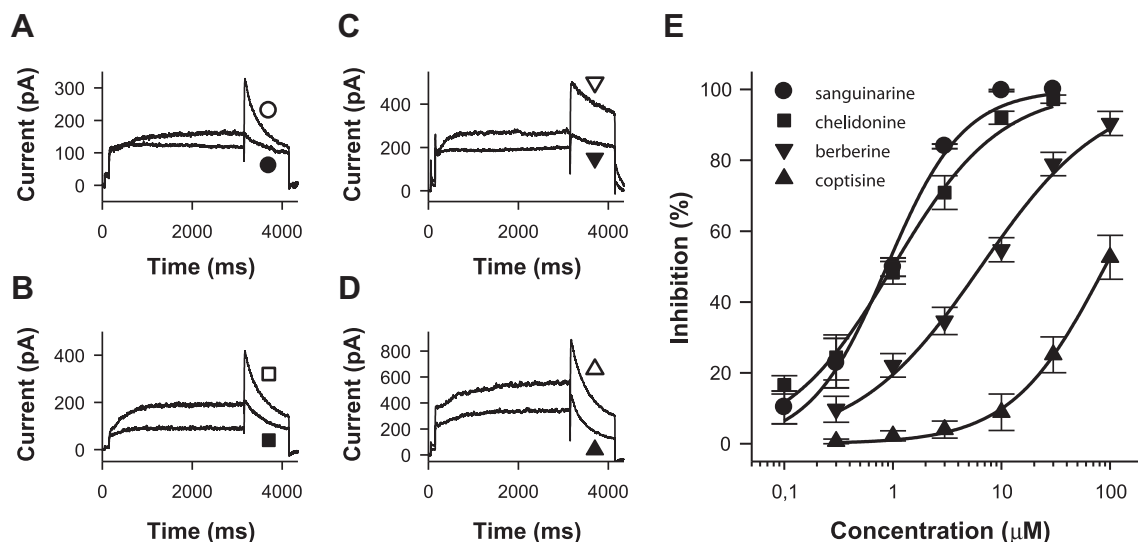 A
Current (pA)
300
200
100
0
0
2000
4000
Time (ms)
B
Current (pA)
400
200
0
0
2000
4000
Time (ms)
C
Current (pA)
400
200
0
0
2000
4000
Time (ms)
D
Current (pA)
800
600
400
200
0
0
2000
4000
Time (ms)
E
Inhibition (%)
100
80
60
40
20
0
sanguinarine
chelidonine
berberine
coptisine
0,1
1
10
100
Concentration (µM)